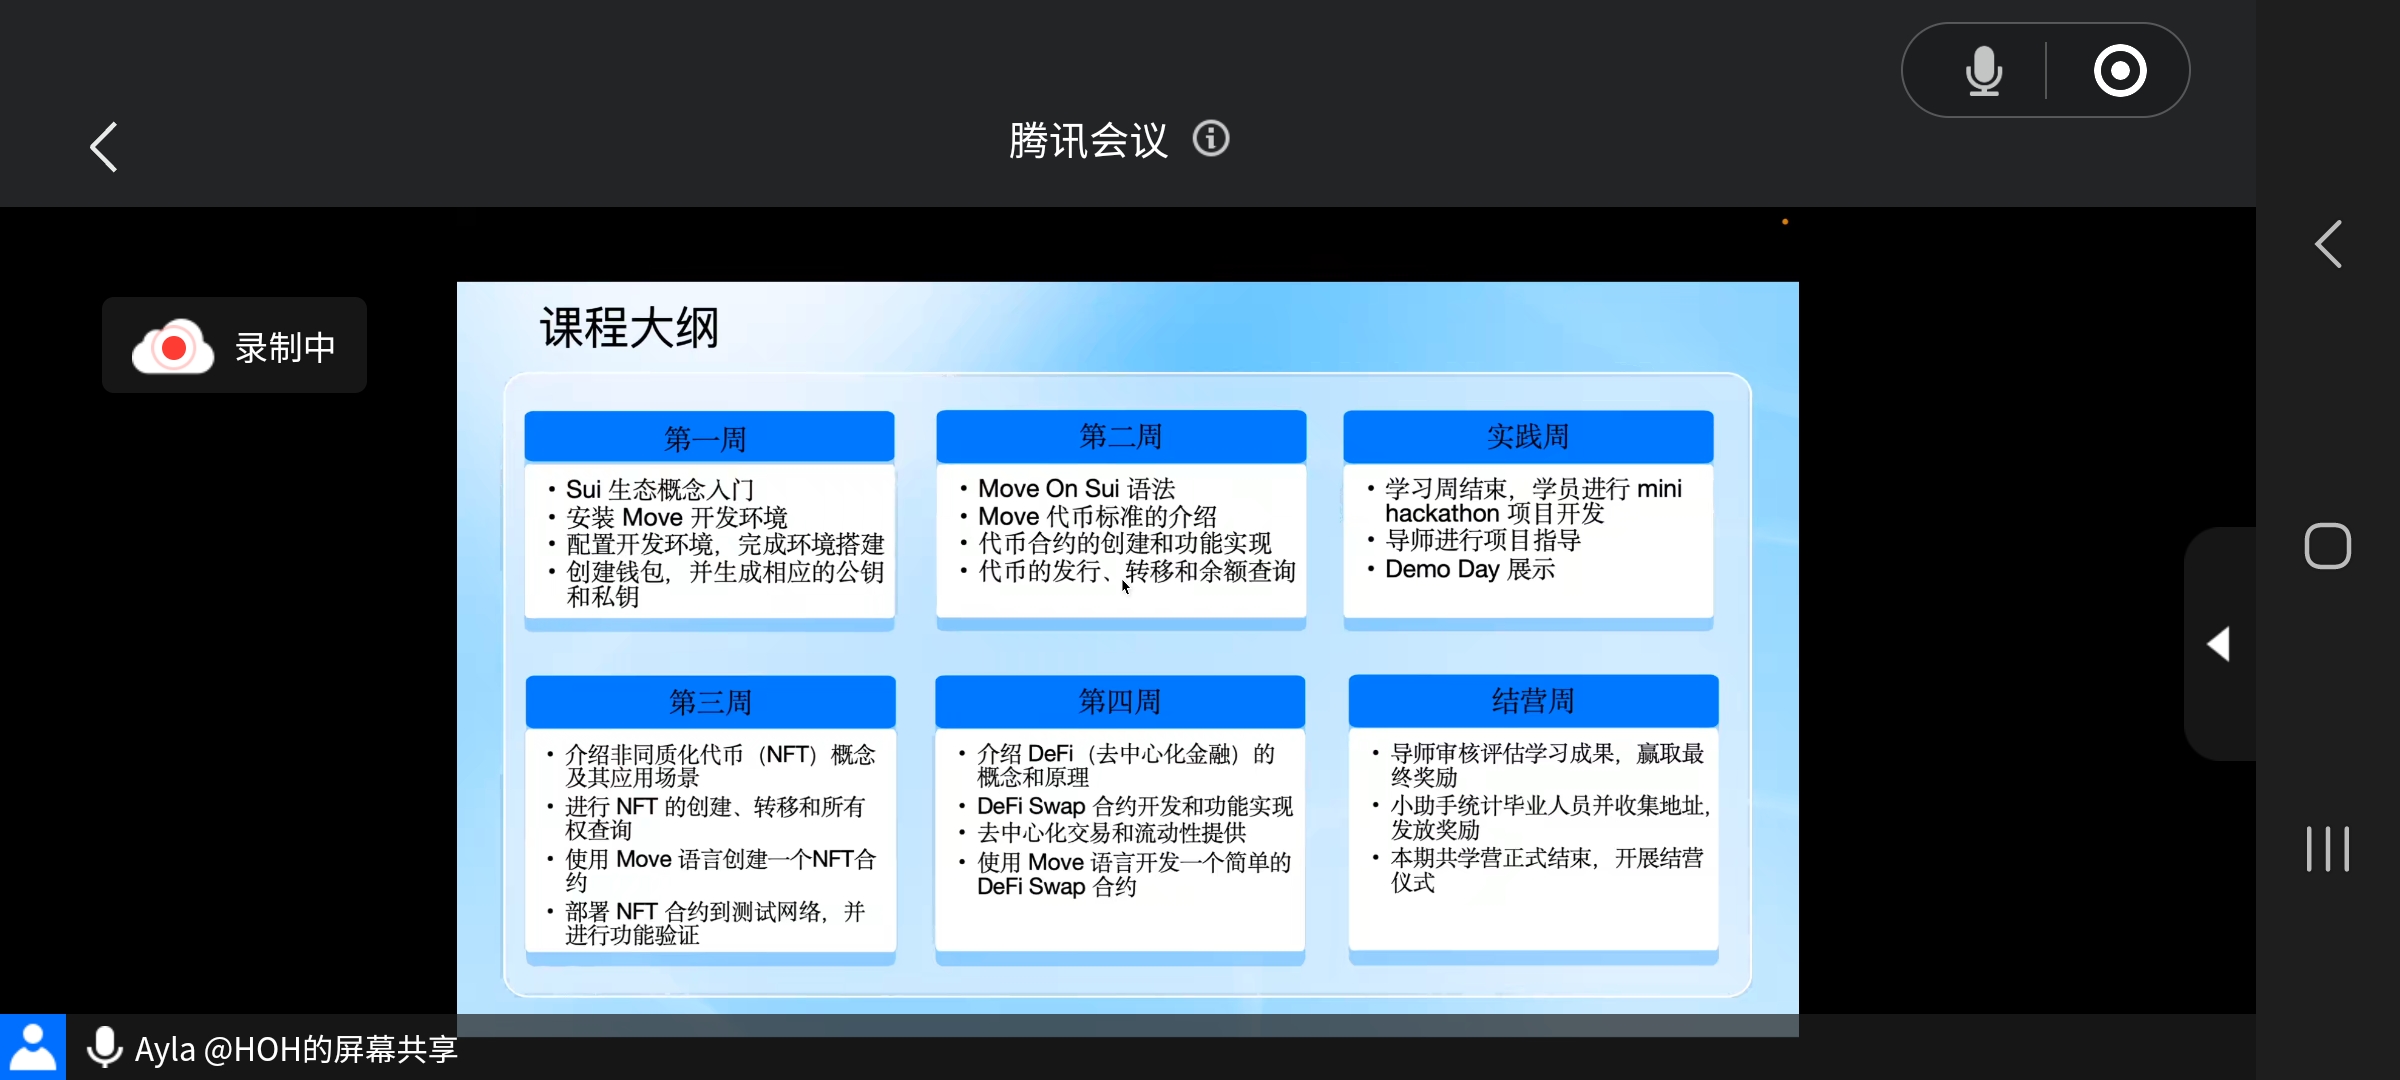 腾讯会议
录制中
课程大纲
第一周
• Sui 生态概念入门
• 安装 Move 开发环境
• 配置开发环境，完成环境搭建
• 创建钱包，并生成相应的公钥
和私钥
第二周
• Move On Sui 语法
• Move 代币标准的介绍
• 代币合约的创建和功能实现
• 代币的发行、转移和余额查询
实践周
• 学习周结束，学员进行 mini
hackathon 项目开发
• 导师进行项目指导
• Demo Day 展示
第三周
• 介绍非同质化代币（NFT）概念
及其应用场景
• 进行 NFT 的创建、转移和所有
权查询
• 使用 Move 语言创建一个NFT合
约
• 部署 NFT 合约到测试网络，并
进行功能验证
第四周
• 介绍 DeFi（去中心化金融）的
概念和原理
• DeFi Swap 合约开发和功能实现
• 去中心化交易和流动性提供
• 使用 Move 语言开发一个简单的
DeFi Swap 合约
结营周
• 导师审核评估学习成果，赢取最
终奖励
• 小助手统计毕业人员并收集地址,
发放奖励
• 本期共学营正式结束，开展结营
仪式
Ayla @HOH的屏幕共享